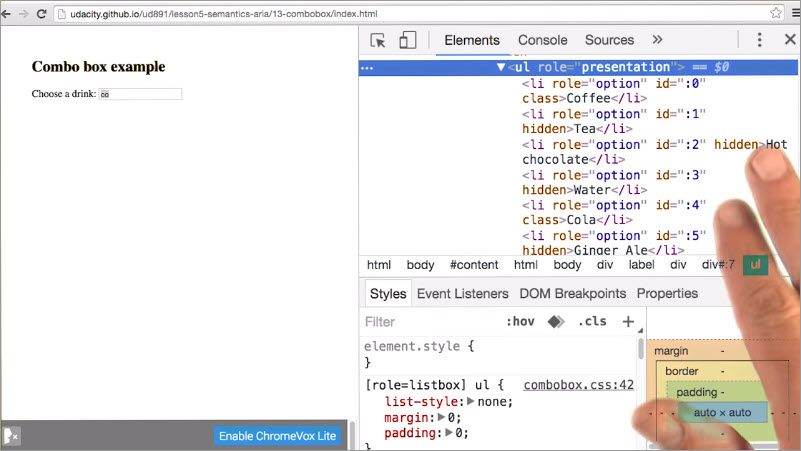 udacity.github.io/ud891/lesson5-semantics-aria/13-combobox/index.html
Combo box example
Choose a drink: co
Enable ChromeVox Lite
Elements Console Sources »
<ul role="presentation"> == $0
<li role="option" id=":0"
class>Coffee</li>
<li role="option" id=":1"
hidden>Tea</li>
<li role="option" id=":2" hidden>Hot
chocolate</li>
<li role="option" id=":3"
hidden>Water</li>
<li role="option" id=":4"
class>Cola</li>
<li role="option" id=":5"
hidden>Ginger Ale</li>
html body #content html body div label div div#:7 ul
Styles Event Listeners DOM Breakpoints Properties
Filter :hov .cls +
element.style {
}
[role=listbox] ul { combobox.css:42
list-style: none;
margin: 0;
padding: 0;
margin -
border -
padding -
- - - auto × auto - - -
-